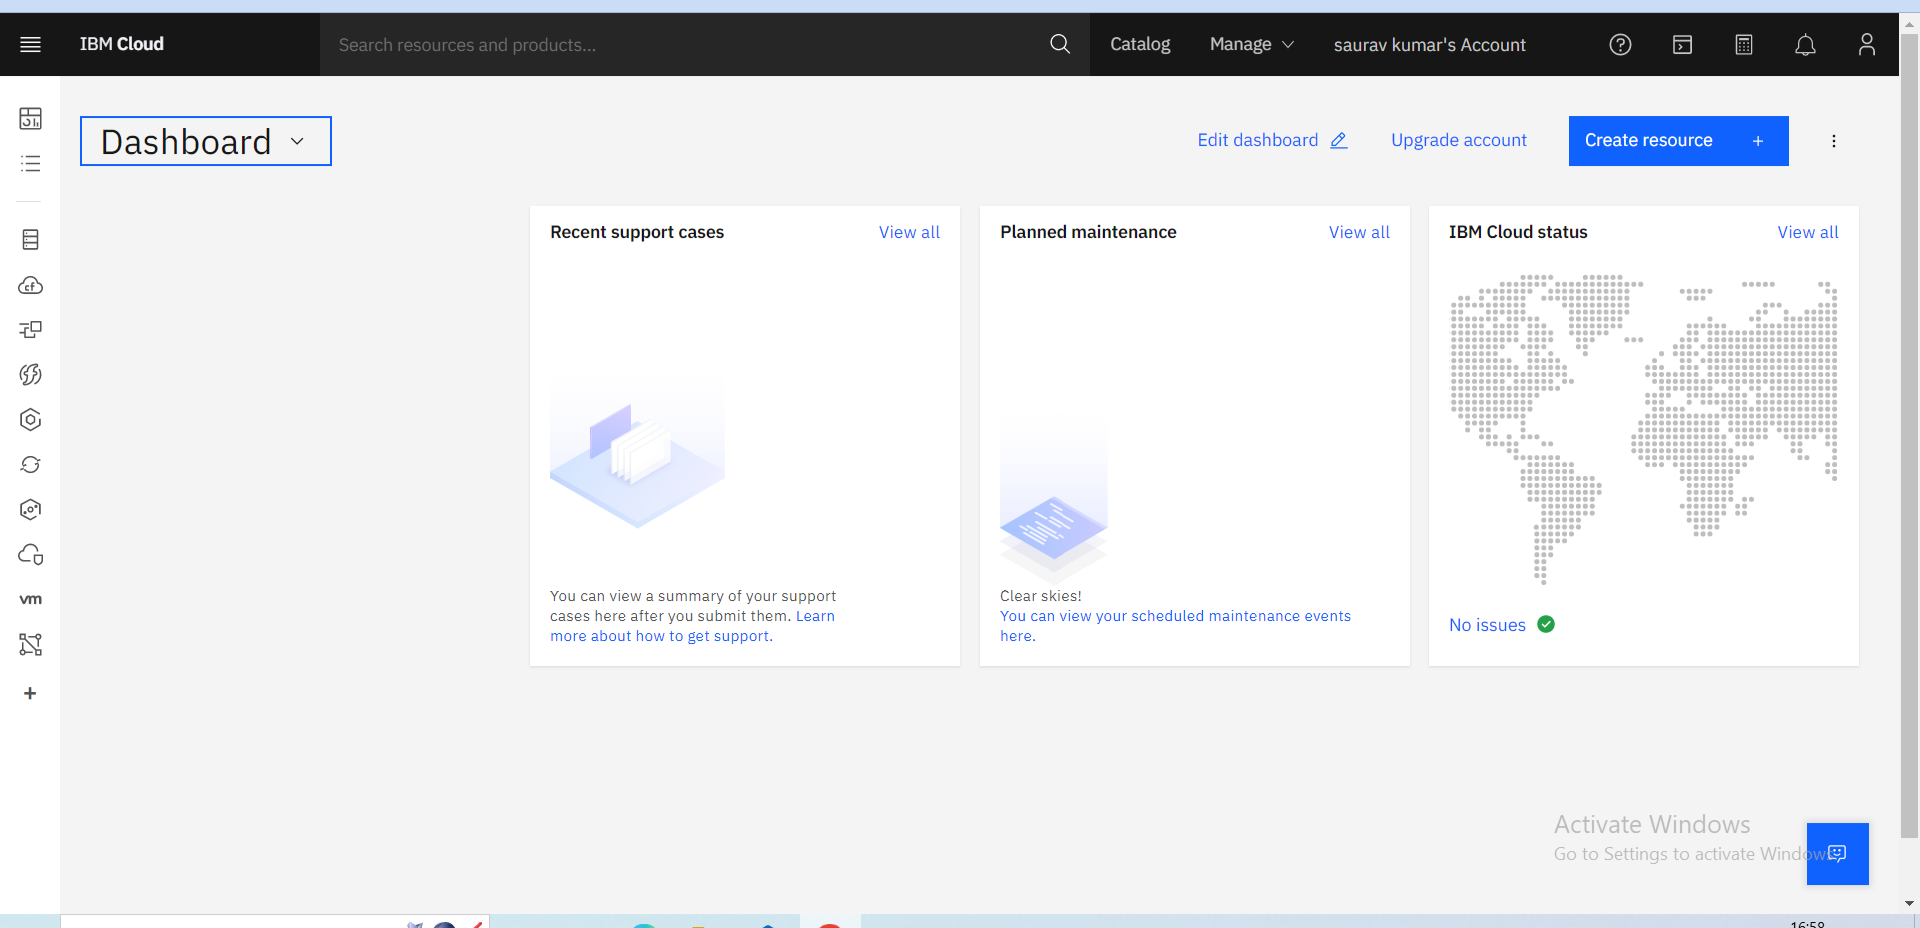 IBM Cloud
Search resources and products...
Catalog
Manage
saurav kumar's Account
Dashboard
Edit dashboard
Upgrade account
Create resource +
Recent support cases
View all
You can view a summary of your support
cases here after you submit them. Learn
more about how to get support.
Planned maintenance
View all
Clear skies!
You can view your scheduled maintenance events
here.
IBM Cloud status
View all
No issues
cf
vm
+
Activate Windows
Go to Settings to activate Windows.
16:58